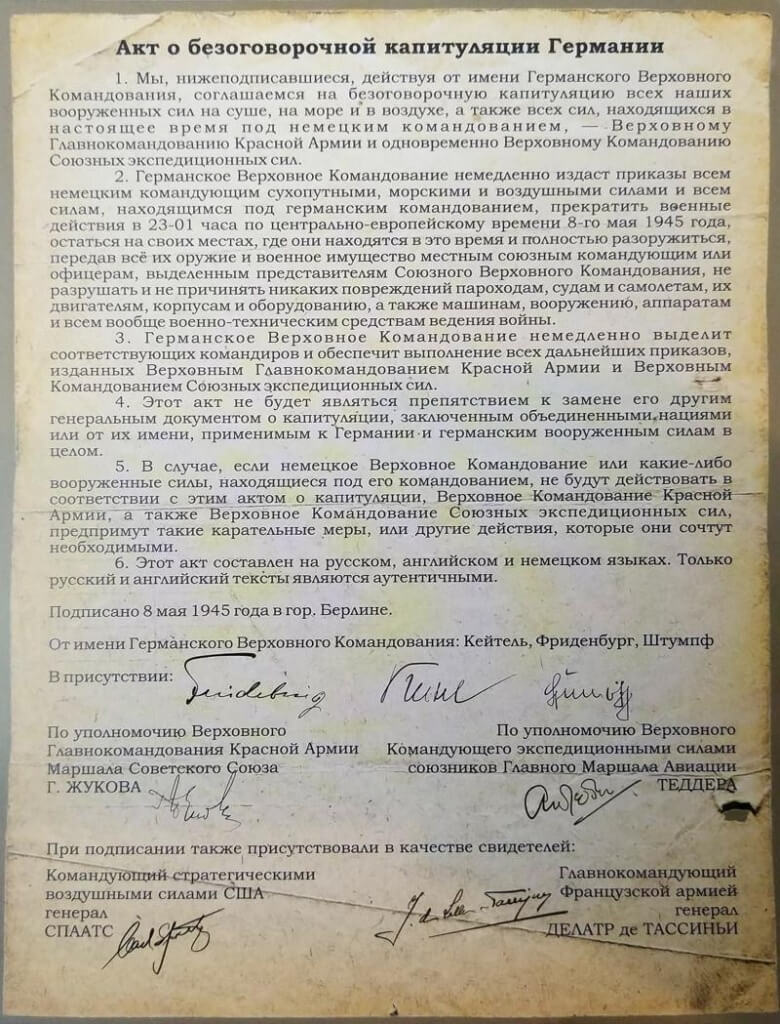 Акт о безоговорочной капитуляции Германии
1. Мы, нижеподписавшиеся, действуя от имени Германского Верховного
Командования, соглашаемся на безоговорочную капитуляцию всех наших
вооруженных сил на суше, на море и в воздухе, а также всех сил, находящихся в
настоящее время под немецким командованием, — Верховному
Главнокомандованию Красной Армии и одновременно Верховному Командованию
Союзных экспедиционных сил.
2. Германское Верховное Командование немедленно издаст приказы всем
немецким командующим сухопутными, морскими и воздушными силами и всем
силам, находящимся под германским командованием, прекратить военные
действия в 23-01 часа по центрально-европейскому времени 8-го мая 1945 года,
остаться на своих местах, где они находятся в это время и полностью разоружиться,
передав всё их оружие и военное имущество местным союзным командующим или
офицерам, выделенным представителям Союзного Верховного Командования, не
разрушать и не причинять никаких повреждений пароходам, судам и самолетам, их
двигателям, корпусам и оборудованию, а также машинам, вооружению, аппаратам
и всем вообще военно-техническим средствам ведения войны.
3. Германское Верховное Командование немедленно выделит
соответствующих командиров и обеспечит выполнение всех дальнейших приказов,
изданных Верховным Главнокомандованием Красной Армии и Верховным
Командованием Союзных экспедиционных сил.
4. Этот акт не будет являться препятствием к замене его другим
генеральным документом о капитуляции, заключенным объединенными нациями
или от их имени, применимым к Германии и германским вооруженным силам в
целом.
5. В случае, если немецкое Верховное Командование или какие-либо
вооруженные силы, находящиеся под его командованием, не будут действовать в
соответствии с этим актом о капитуляции, Верховное Командование Красной
Армии, а также Верховное Командование Союзных экспедиционных сил,
предпримут такие карательные меры, или другие действия, которые они сочтут
необходимыми.
6. Этот акт составлен на русском, английском и немецком языках. Только
русский и английский тексты являются аутентичными.
Подписано 8 мая 1945 года в гор. Берлине.
От имени Германского Верховного Командования: Кейтель, Фриденбург, Штумпф
В присутствии:
По уполномочию Верховного
Главнокомандования Красной Армии
Маршала Советского Союза
Г. ЖУКОВА
По уполномочию Верховного
Командующего экспедиционными силами
союзников Главного Маршала Авиации
ТЕДДЕРА
При подписании также присутствовали в качестве свидетелей:
Командующий стратегическими
воздушными силами США
генерал
СПААТС
Главнокомандующий
Французской армией
генерал
ДЕЛАТР де ТАССИНЬИ